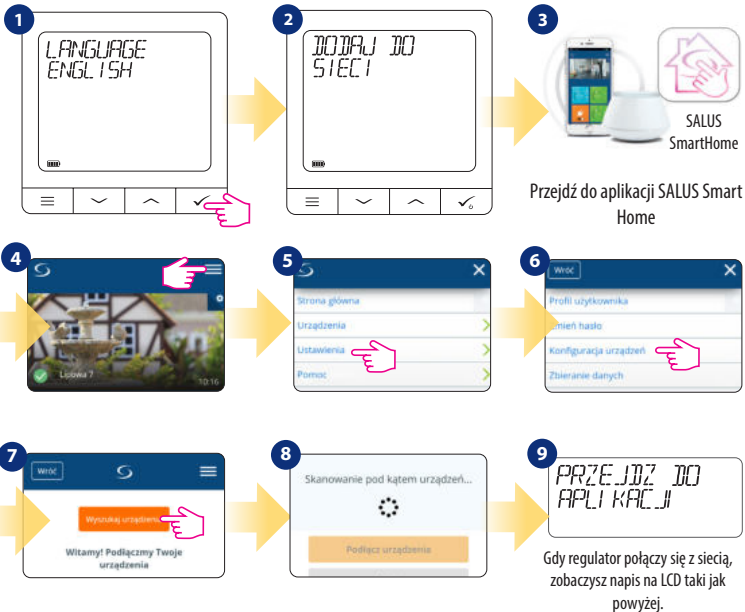 1
LANGUAGE
ENGLISH
2
DODAJ DO
SIECI
3
SALUS
SmartHome
Przejdź do aplikacji SALUS Smart
Home
4
Lipowa 7
10:16
5
Strona główna
Urządzenia
Ustawienia
Pomoc
6
Wróć
Profil użytkownika
Zmień hasło
Konfiguracja urządzeń
Zbieranie danych
7
Wróć
Wyszukaj urządzenia
Witamy! Podłączmy Twoje
urządzenia
8
Skanowanie pod kątem urządzeń...
Podłącz urządzenia
9
PRZEJDZ DO
APLIKACJI
Gdy regulator połączy się z siecią,
zobaczysz napis na LCD taki jak
powyżej.